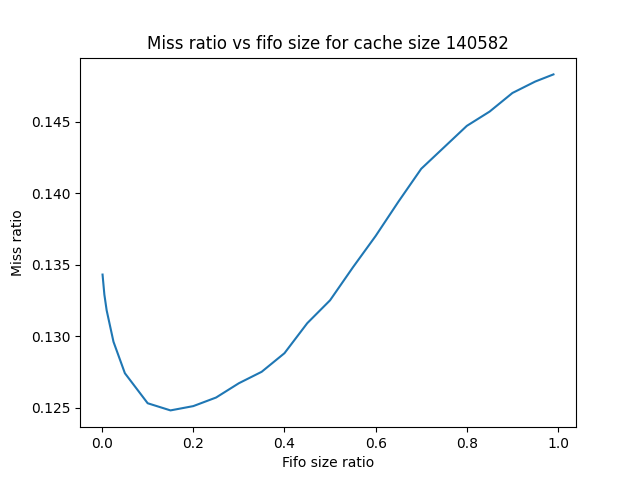 Miss ratio vs fifo size for cache size 140582
Miss ratio
0.145
0.140
0.135
0.130
0.125
0.0 0.2 0.4 0.6 0.8 1.0
Fifo size ratio